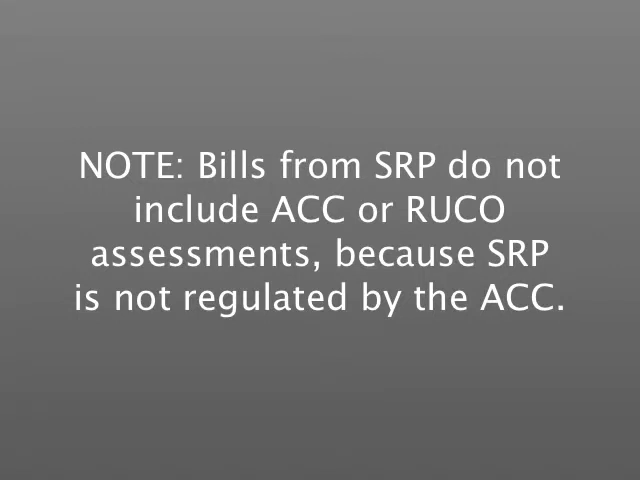 NOTE: Bills from SRP do not
include ACC or RUCO
assessments, because SRP
is not regulated by the ACC.